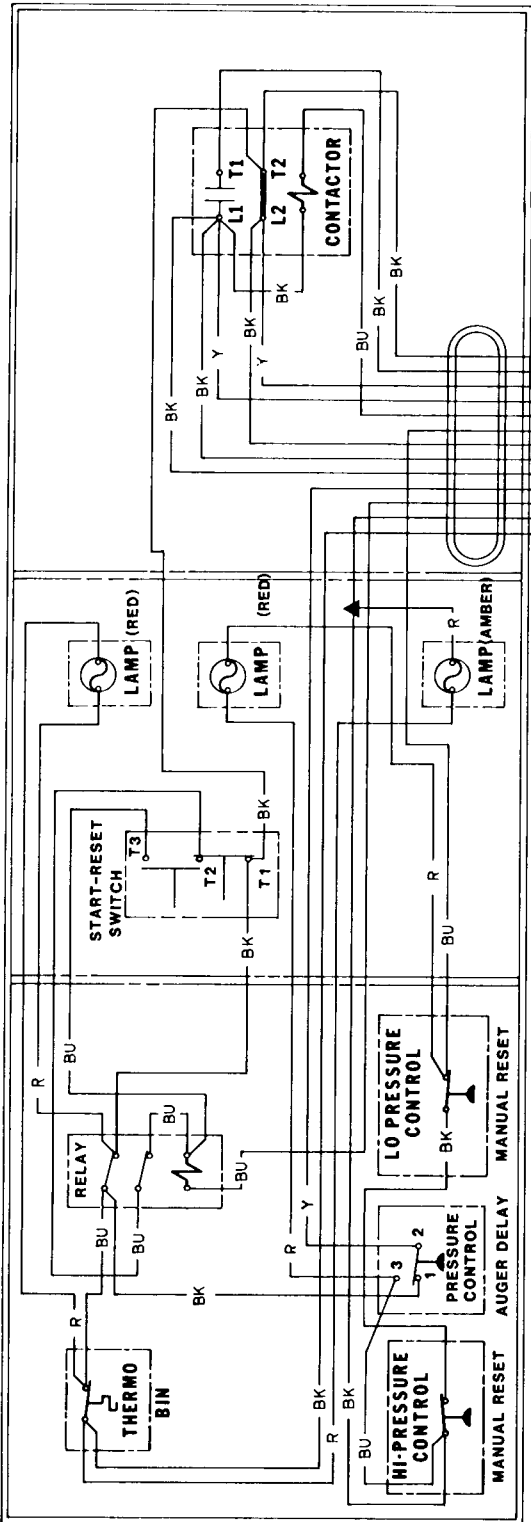 BK
BK
Y
BK
Y
BK
L1
T1
L2
T2
CONTACTOR
BK
BK
BU
BK
LAMP (RED)
LAMP
(RED)
R
LAMP (AMBER)
START-RESET
SWITCH
T3
T2
T1
BK
BK
R
BU
R
BU
RELAY
BU
BU
BU
BU
BK
R
Y
LO PRESSURE
CONTROL
MANUAL RESET
BK
3
2
1
PRESSURE
CONTROL
AUGER DELAY
R
THERMO
BIN
BK
R
BK
BU
HI-PRESSURE
CONTROL
MANUAL RESET